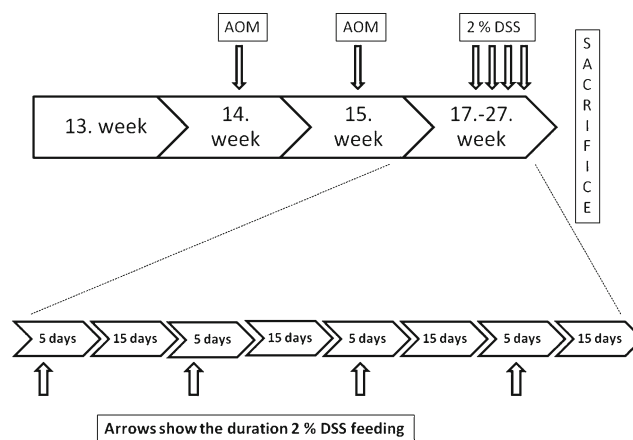 AOM
AOM
2 % DSS
SACRIFICE
13. week
14.
week
15.
week
17.-27.
week
5 days
15 days
5 days
15 days
5 days
15 days
5 days
15 days
Arrows show the duration 2 % DSS feeding